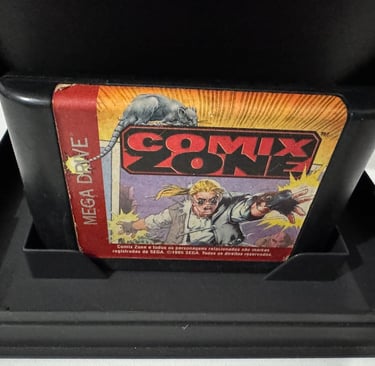 MEGA DRIVE
COMIX
ZONE
Comix Zone e todos os personagens relacionados são marcas
registradas de SEGA. ©1995 SEGA. Todos os direitos reservados.